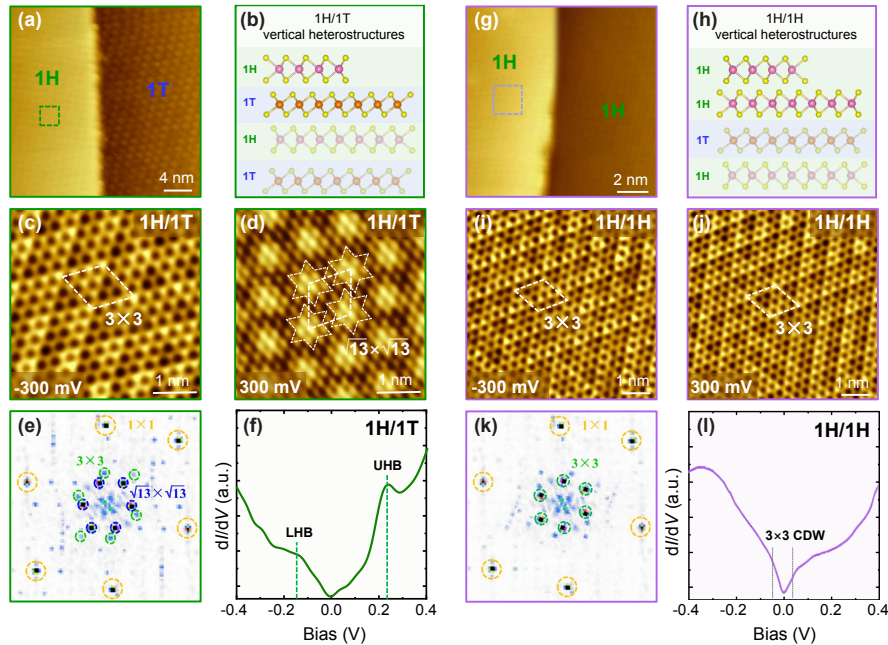 (a)
1H
1T
4 nm
(b)
1H/1T
vertical heterostructures
1H
1T
1H
1T
(g)
1H
1H
2 nm
(h)
1H/1H
vertical heterostructures
1H
1H
1T
1H
(c)
1H/1T
3×3
-300 mV
1 nm
(d)
1H/1T
√13×√13
300 mV
1 nm
(i)
1H/1H
3×3
-300 mV
1 nm
(j)
1H/1H
3×3
300 mV
1 nm
(e)
1×1
3×3
√13×√13
(f)
1H/1T
UHB
LHB
dI/dV (a.u.)
-0.4 -0.2 0.0 0.2 0.4
Bias (V)
(k)
1×1
3×3
(l)
1H/1H
3×3 CDW
dI/dV (a.u.)
-0.4 -0.2 0.0 0.2 0.4
Bias (V)